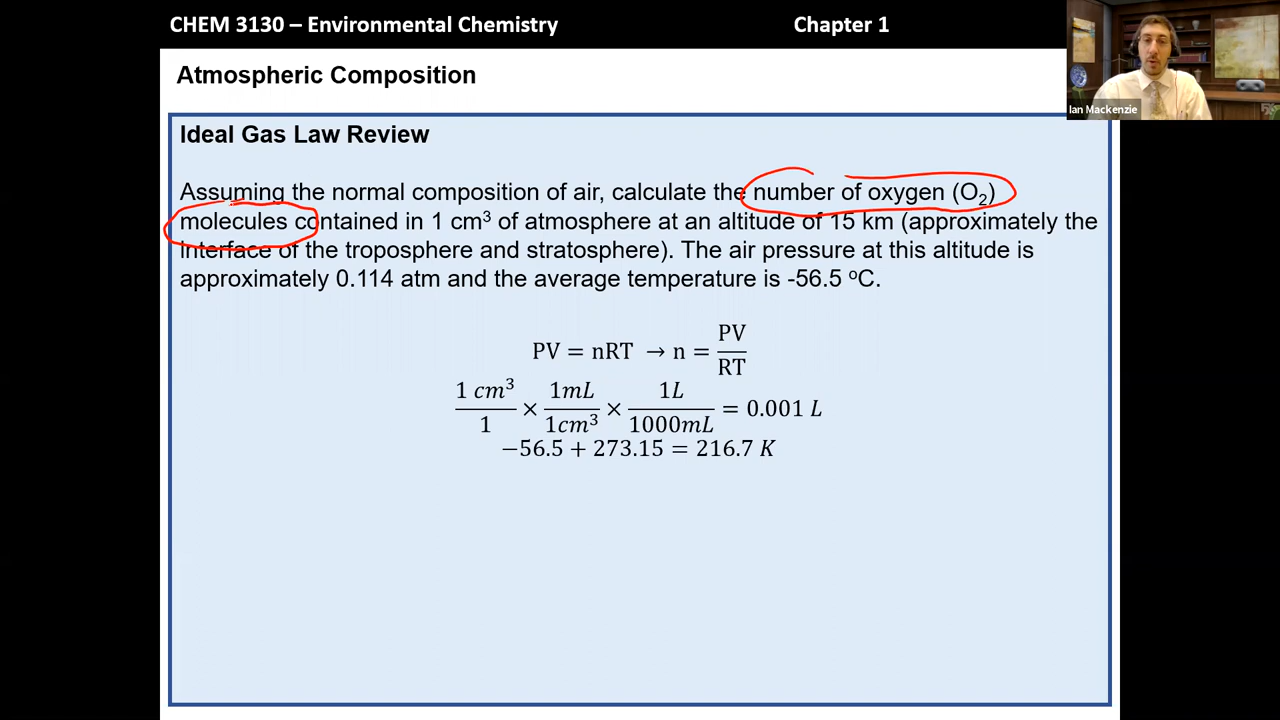 CHEM 3130 – Environmental Chemistry Chapter 1
Ian Mackenzie
Atmospheric Composition
Ideal Gas Law Review
Assuming the normal composition of air, calculate the number of oxygen (O₂)
molecules contained in 1 cm³ of atmosphere at an altitude of 15 km (approximately the
interface of the troposphere and stratosphere). The air pressure at this altitude is
approximately 0.114 atm and the average temperature is -56.5 ºC.
PV = nRT → n = PV/RT
1 cm³/1 × 1mL/1cm³ × 1L/1000mL = 0.001 L
−56.5 + 273.15 = 216.7 K